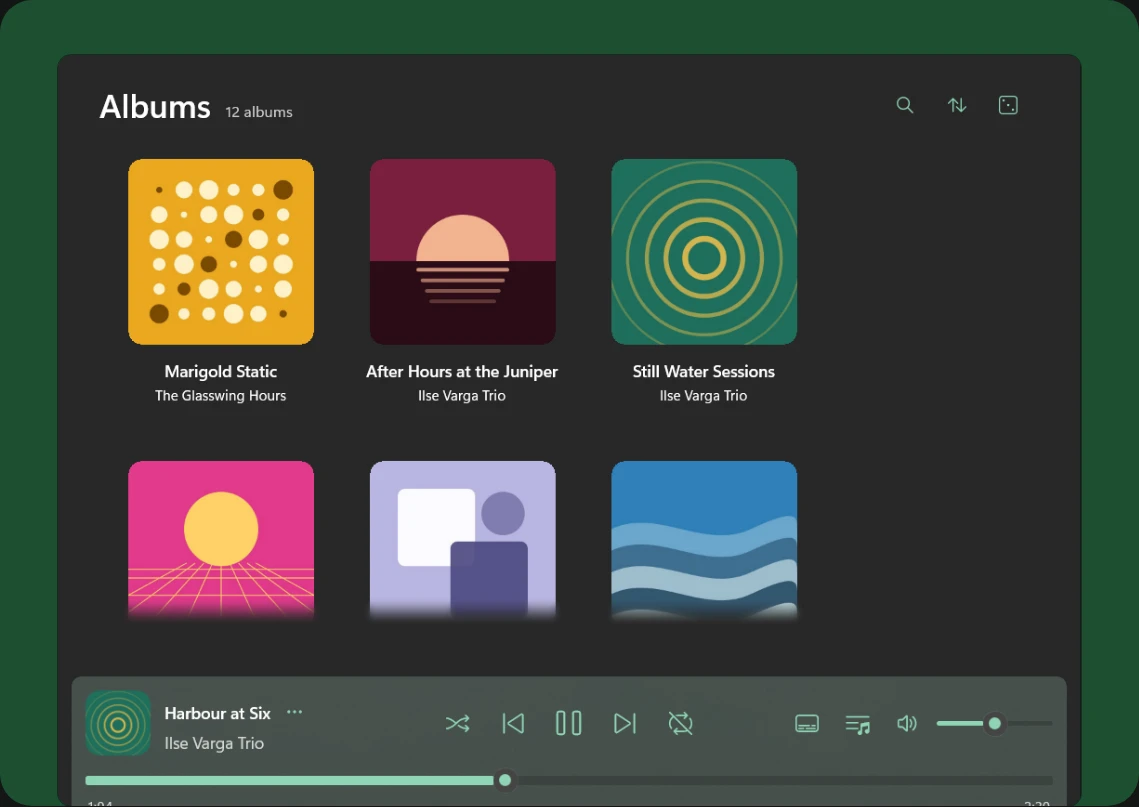 Albums
12 albums
Marigold Static
The Glasswing Hours
After Hours at the Juniper
Ilse Varga Trio
Still Water Sessions
Ilse Varga Trio
Harbour at Six
Ilse Varga Trio